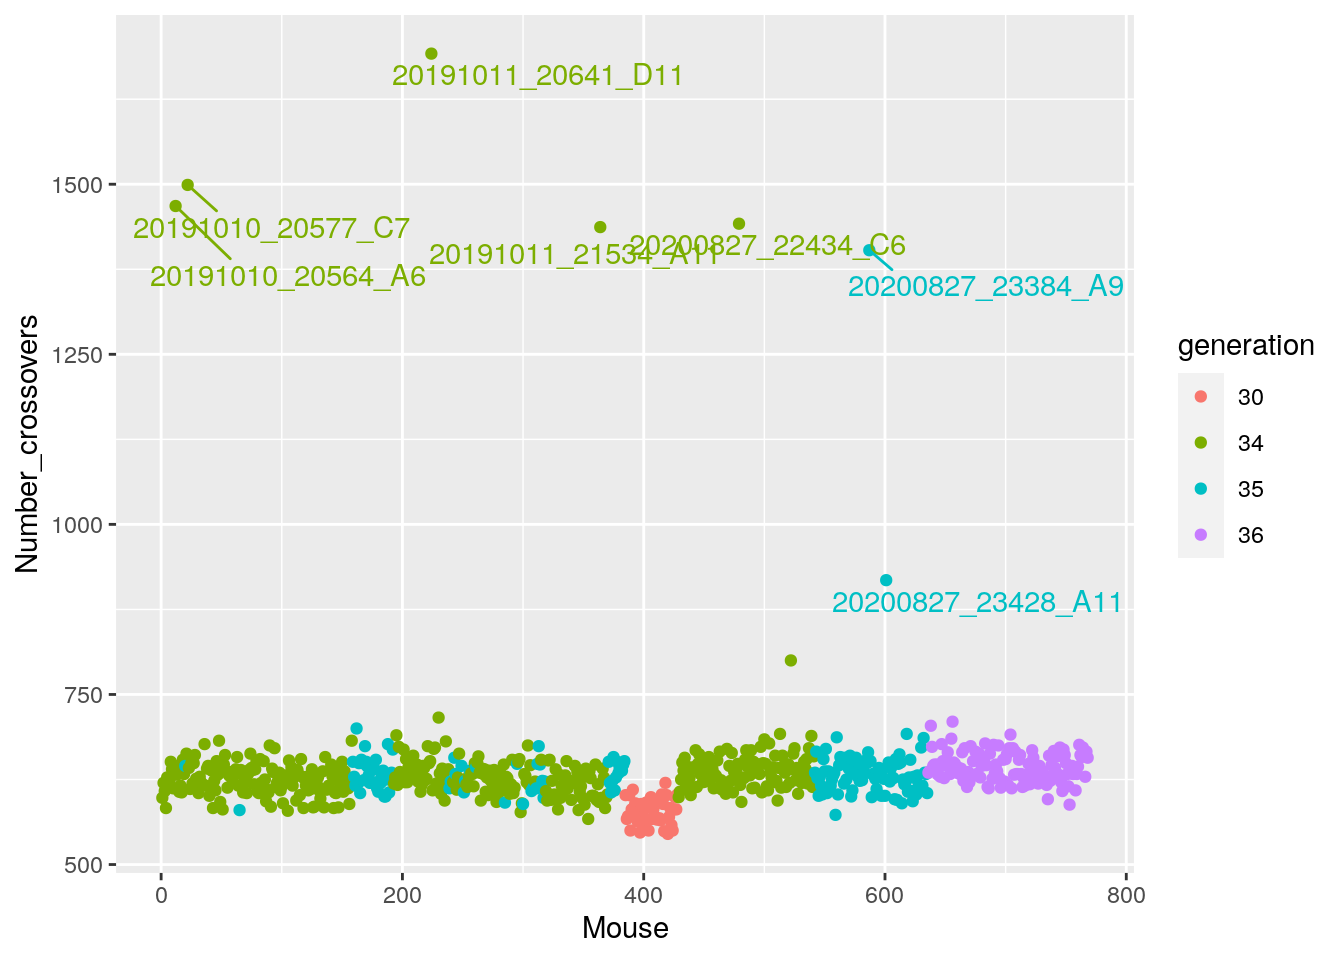 20191011_20641_D11
1500
20191010_20577_C7
20191011_21534_A11
20200827_22434_C6
20191010_20564_A6
20200827_23384_A9
1250
1000
20200827_23428_A11
750
500
0
200
400
600
800
Mouse
Number_crossovers
generation
30
34
35
36